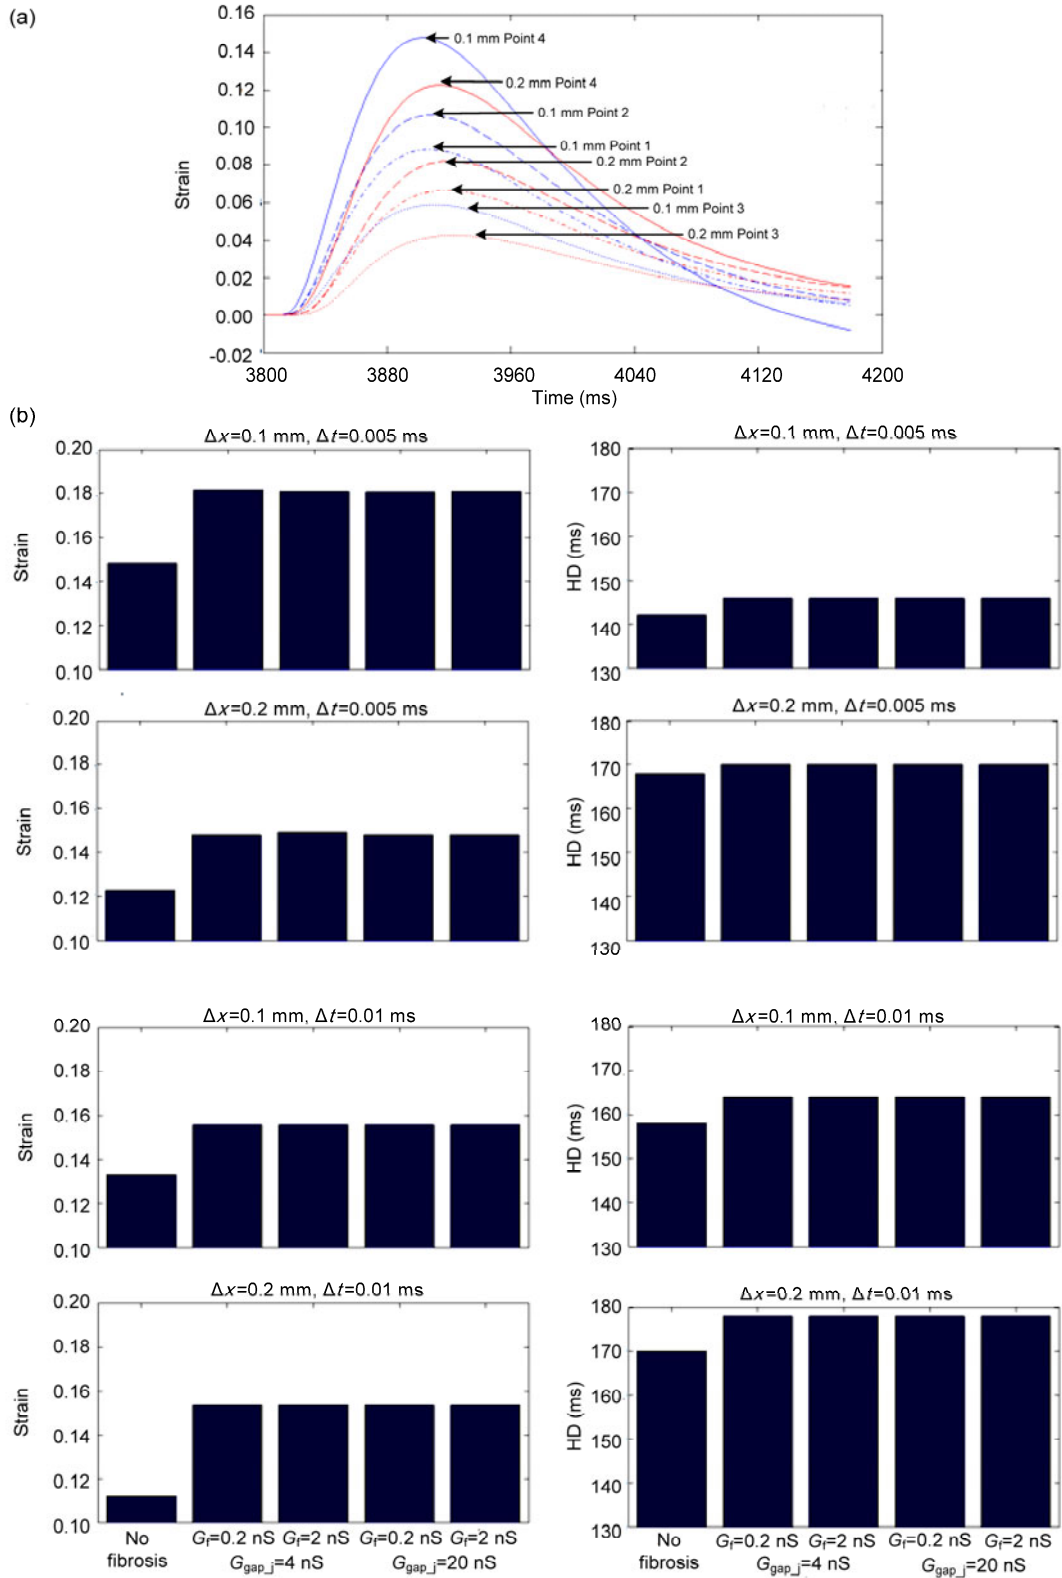 (a)
0.16
0.14
0.12
0.10
0.08
0.06
0.04
0.02
0.00
-0.02
Strain
0.1 mm Point 4
0.2 mm Point 4
0.1 mm Point 2
0.1 mm Point 1
0.2 mm Point 2
0.2 mm Point 1
0.1 mm Point 3
0.2 mm Point 3
3800 3880 3960 4040 4120 4200
Time (ms)
(b)
Δx=0.1 mm, Δt=0.005 ms
0.20
0.18
0.16
0.14
0.12
0.10
Strain
Δx=0.1 mm, Δt=0.005 ms
180
170
160
150
140
130
HD (ms)
Δx=0.2 mm, Δt=0.005 ms
0.20
0.18
0.16
0.14
0.12
0.10
Strain
Δx=0.2 mm, Δt=0.005 ms
180
170
160
150
140
130
HD (ms)
Δx=0.1 mm, Δt=0.01 ms
0.20
0.18
0.16
0.14
0.12
0.10
Strain
Δx=0.1 mm, Δt=0.01 ms
180
170
160
150
140
130
HD (ms)
Δx=0.2 mm, Δt=0.01 ms
0.20
0.18
0.16
0.14
0.12
0.10
Strain
No fibrosis
Gf=0.2 nS Gf=2 nS Gf=0.2 nS Gf=2 nS
Ggap_j=4 nS Ggap_j=20 nS
Δx=0.2 mm, Δt=0.01 ms
180
170
160
150
140
130
HD (ms)
No fibrosis
Gf=0.2 nS Gf=2 nS Gf=0.2 nS Gf=2 nS
Ggap_j=4 nS Ggap_j=20 nS